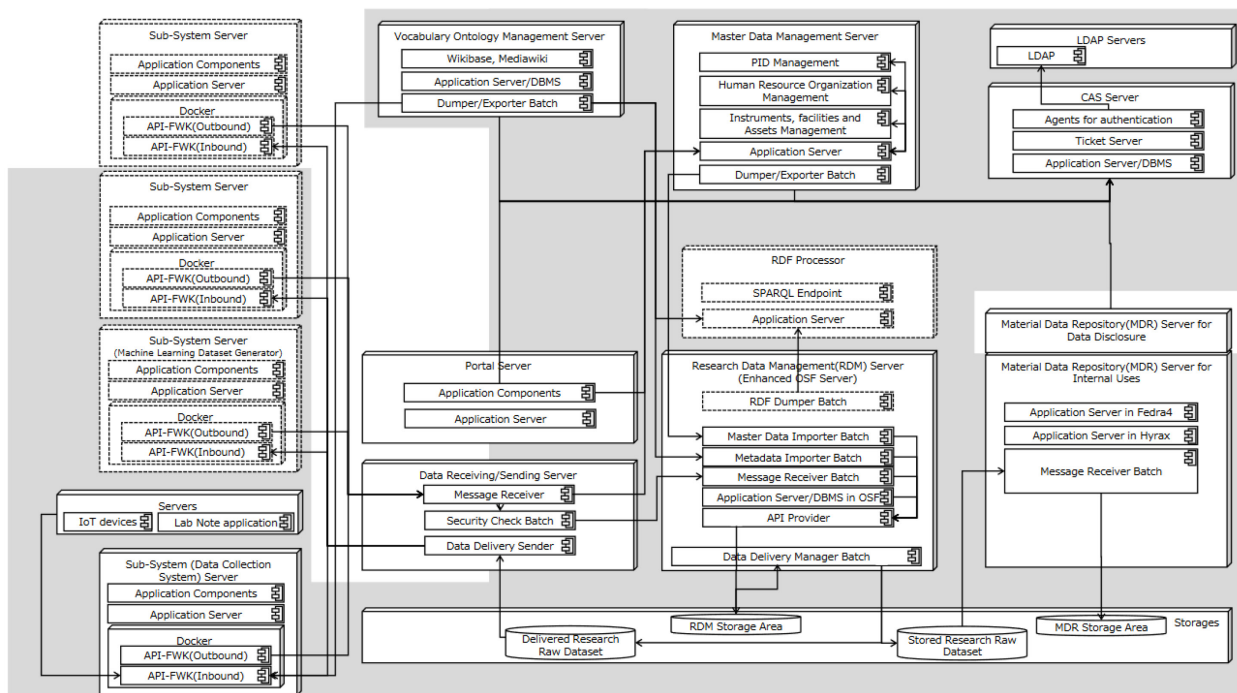 Sub-System Server
Application Components
Application Server
Docker
API-FWK(Outbound)
API-FWK(Inbound)
Sub-System Server
Application Components
Application Server
Docker
API-FWK(Outbound)
API-FWK(Inbound)
Sub-System Server
(Machine Learning Dataset Generator)
Application Components
Application Server
Docker
API-FWK(Outbound)
API-FWK(Inbound)
Servers
IoT devices
Lab Note application
Sub-System (Data Collection
System) Server
Application Components
Application Server
Docker
API-FWK(Outbound)
API-FWK(Inbound)
Vocabulary Ontology Management Server
Wikibase, Mediawiki
Application Server/DBMS
Dumper/Exporter Batch
Portal Server
Application Components
Application Server
Data Receiving/Sending Server
Message Receiver
Security Check Batch
Data Delivery Sender
Master Data Management Server
PID Management
Human Resource Organization
Management
Instruments, facilities and
Assets Management
Application Server
Dumper/Exporter Batch
RDF Processor
SPARQL Endpoint
Application Server
Research Data Management(RDM) Server
(Enhanced OSF Server)
RDF Dumper Batch
Master Data Importer Batch
Metadata Importer Batch
Message Receiver Batch
Application Server/DBMS in OSF
API Provider
Data Delivery Manager Batch
LDAP Servers
LDAP
CAS Server
Agents for authentication
Ticket Server
Application Server/DBMS
Material Data Repository(MDR) Server for
Data Disclosure
Material Data Repository(MDR) Server for
Internal Uses
Application Server in Fedra4
Application Server in Hyrax
Message Receiver Batch
RDM Storage Area
Delivered Research
Raw Dataset
Stored Research Raw
Dataset
MDR Storage Area
Storages